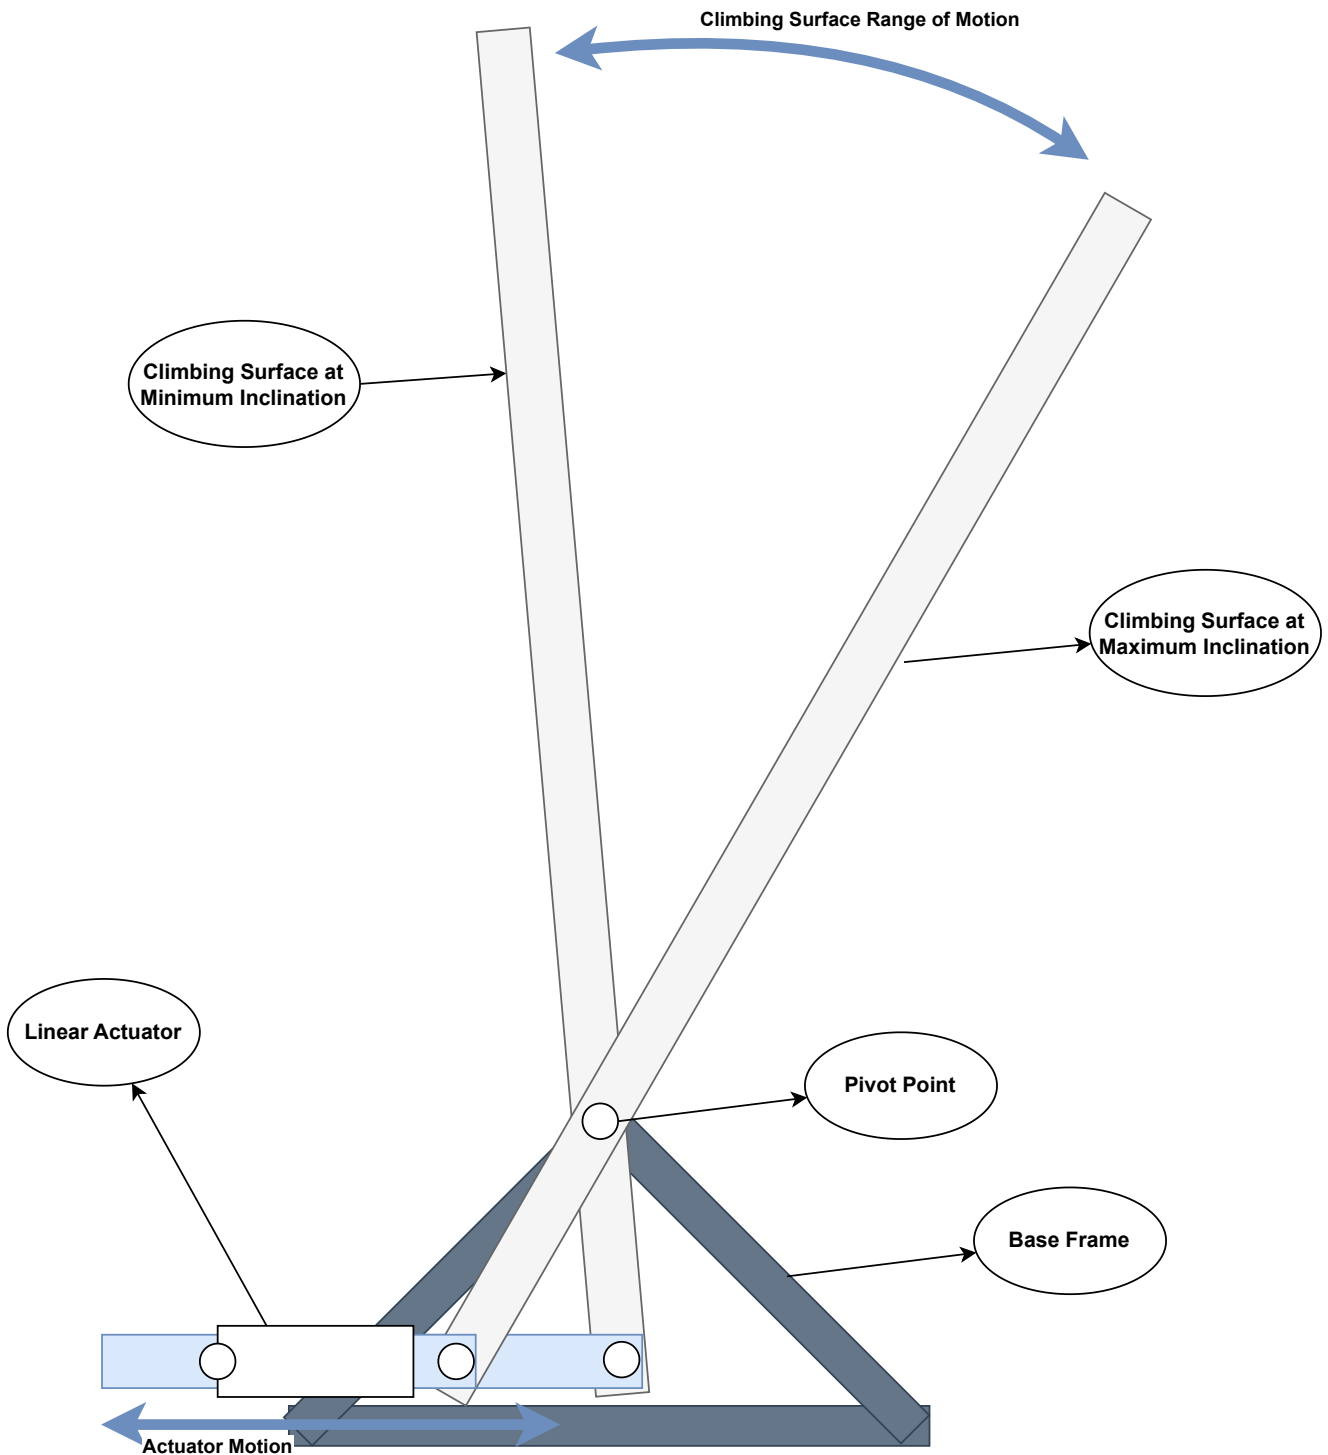 Climbing Surface Range of Motion
Climbing Surface at
Minimum Inclination
Climbing Surface at
Maximum Inclination
Linear Actuator
Pivot Point
Base Frame
Actuator Motion